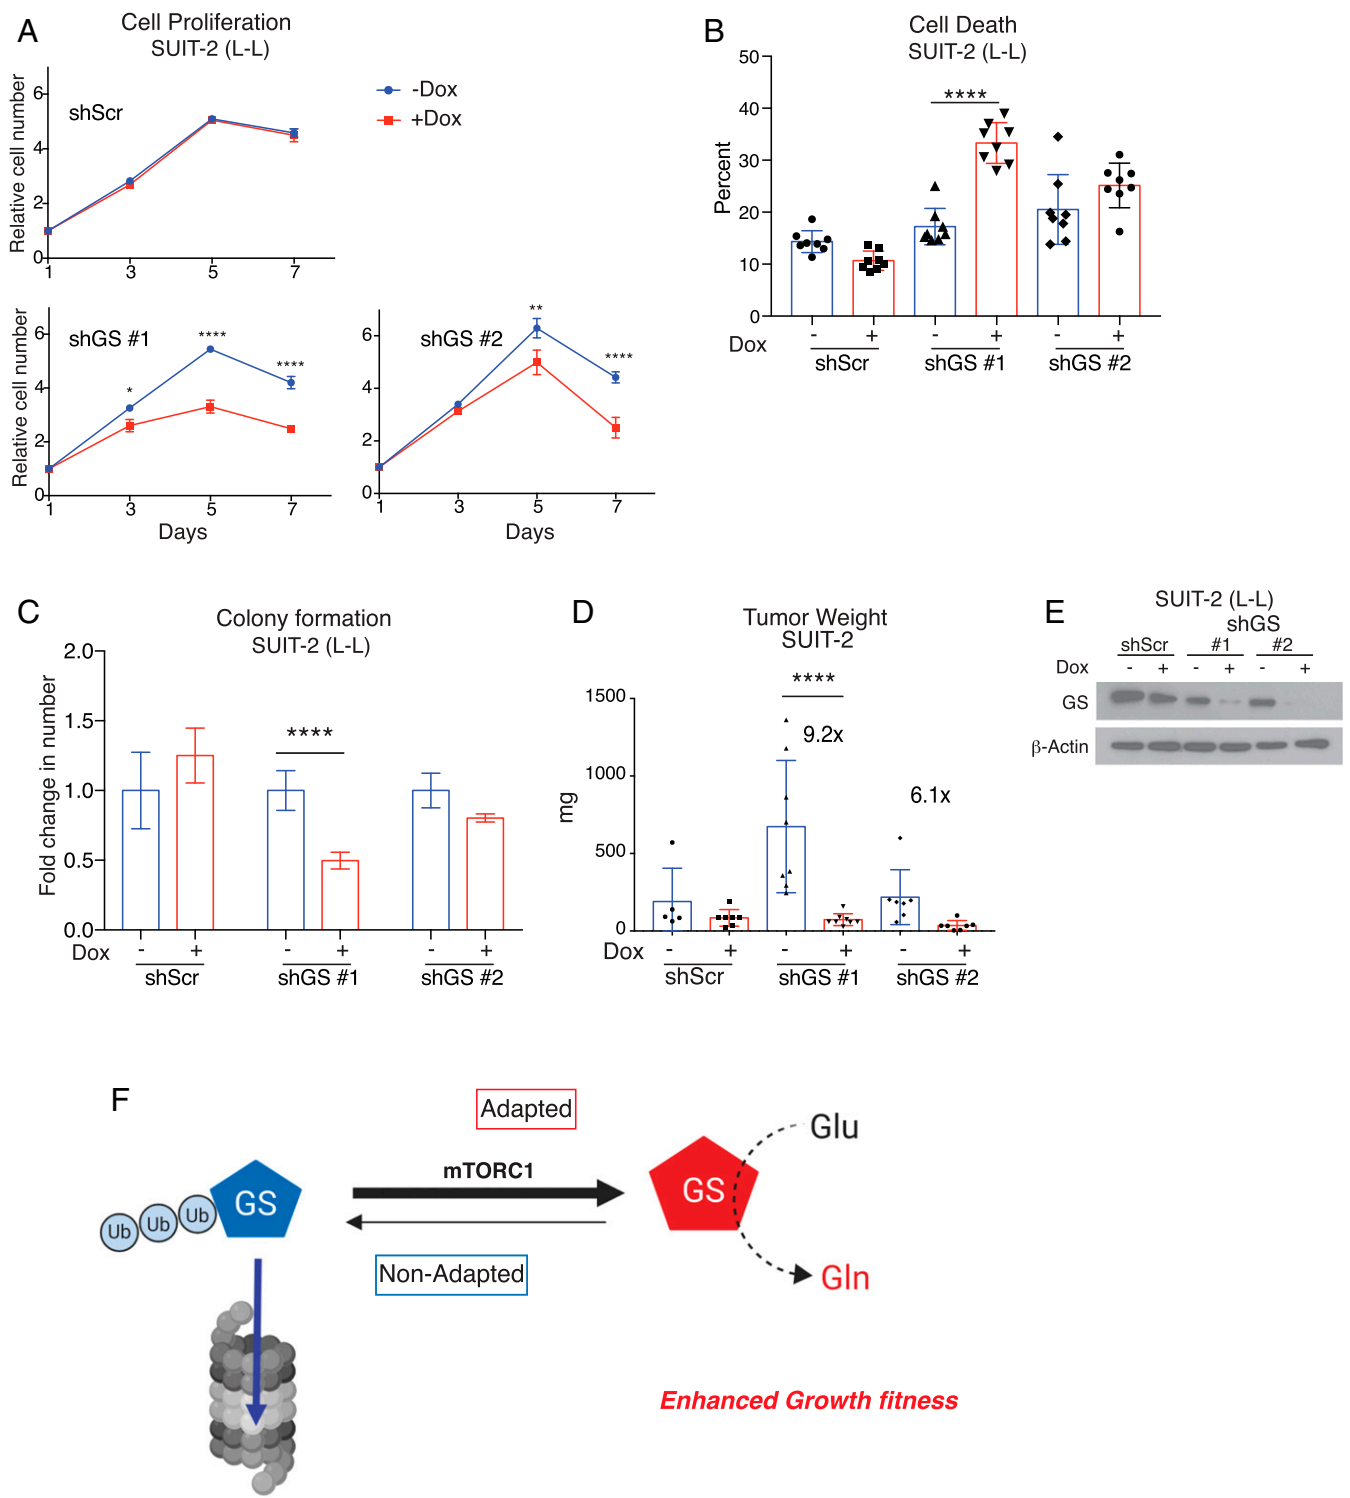 A
Cell Proliferation
SUIT-2 (L-L)
Relative cell number
6
4
2
0
shScr
1 3 5 7
-Dox
+Dox
Relative cell number
6
4
2
0
shGS #1
*
****
****
1 3 5 7
Days
6
4
2
0
shGS #2
**
****
1 3 5 7
Days
B
Cell Death
SUIT-2 (L-L)
Percent
50
40
30
20
10
0
****
Dox - + - + - +
shScr shGS #1 shGS #2
C
Colony formation
SUIT-2 (L-L)
Fold change in number
2.0
1.5
1.0
0.5
0.0
****
Dox - + - + - +
shScr shGS #1 shGS #2
D
Tumor Weight
SUIT-2
mg
1500
1000
500
0
****
9.2x
6.1x
Dox - + - + - +
shScr shGS #1 shGS #2
E
SUIT-2 (L-L)
shGS
shScr #1 #2
Dox - + - + - +
GS
β-Actin
F
Adapted
mTORC1
Non-Adapted
Ub Ub Ub GS
GS
Glu
Gln
Enhanced Growth fitness